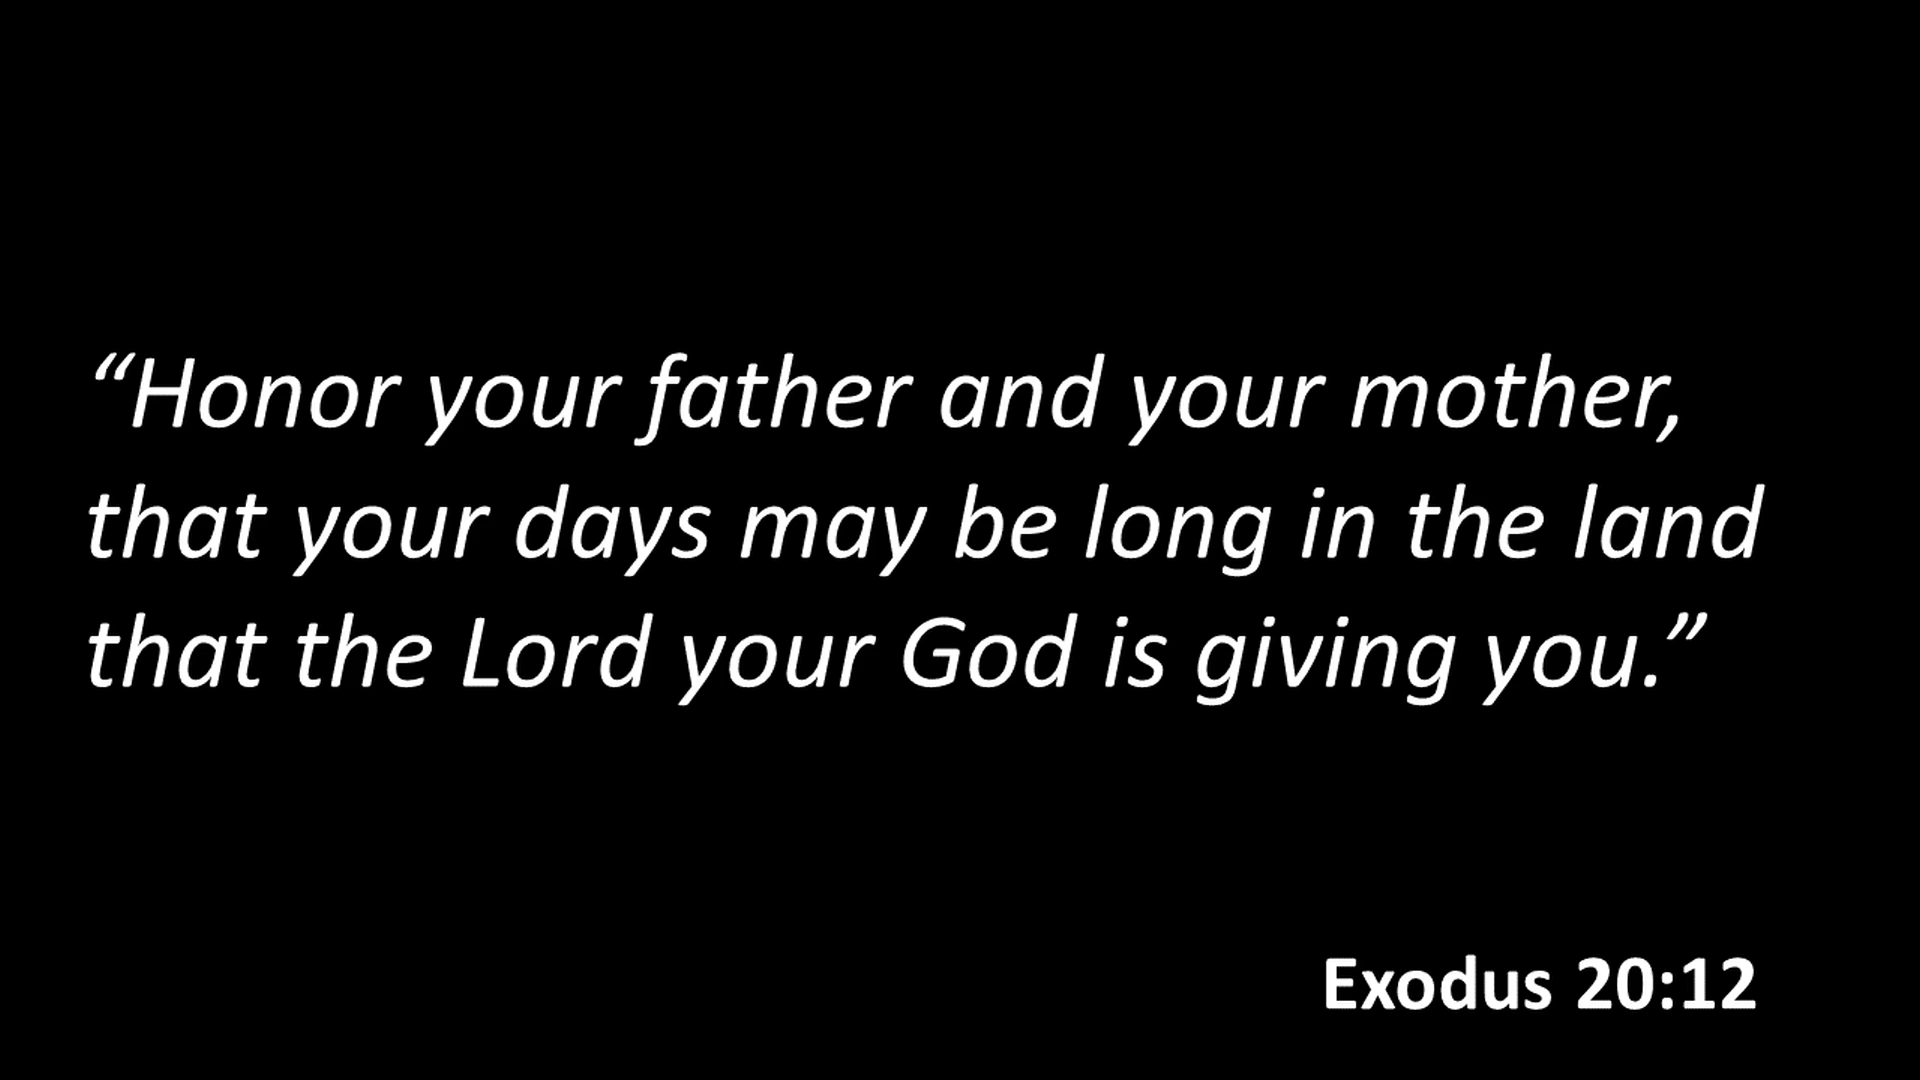 “Honor your father and your mother,
that your days may be long in the land
that the Lord your God is giving you.”
Exodus 20:12